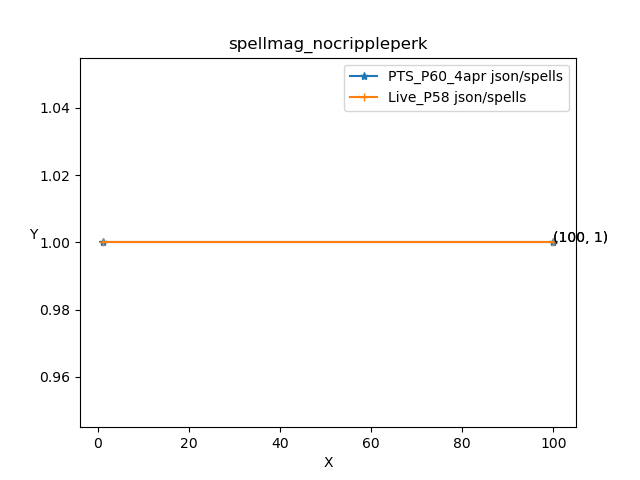 spellmag_nocrippleperk
PTS_P60_4apr json/spells
Live_P58 json/spells
1.04
1.02
1.00
0.98
0.96
Y
(100, 1)
0 20 40 60 80 100
X